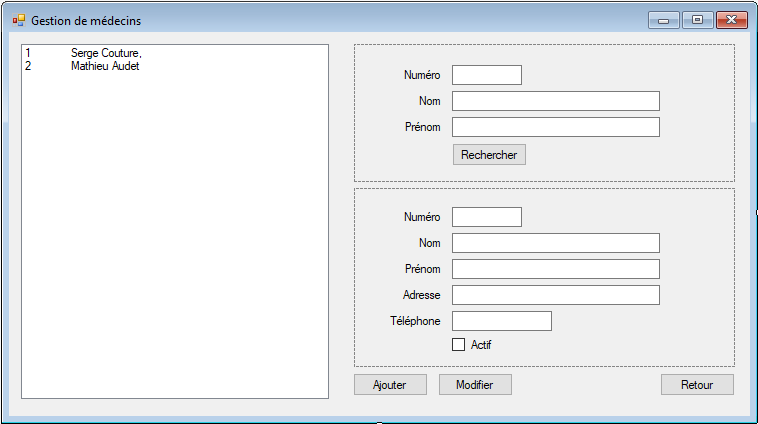 Gestion de médecins
1 Serge Couture,
2 Mathieu Audet
Numéro
Nom
Prénom
Rechercher
Numéro
Nom
Prénom
Adresse
Téléphone
Actif
Ajouter Modifier Retour